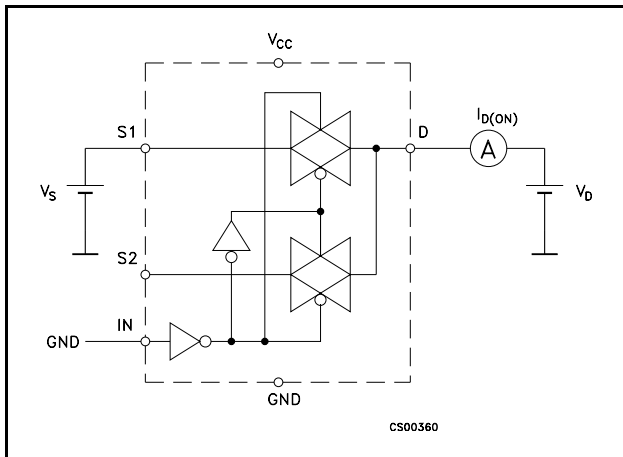 VCC
ID(ON)
S1
D
A
VS
VD
S2
IN
GND
GND
CS00360